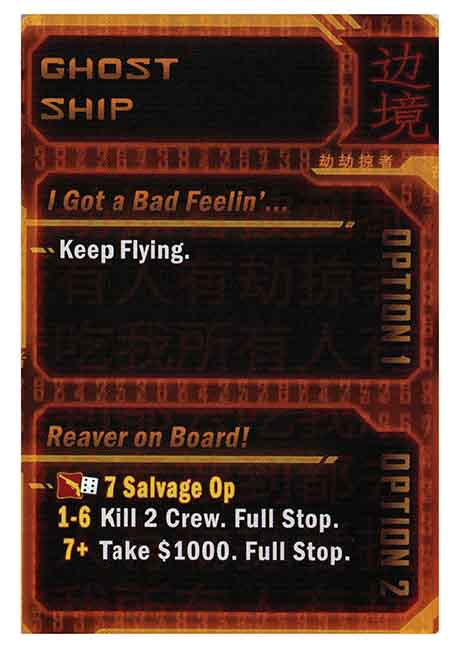 GHOST
SHIP
边
境
劫劫掠者
I Got a Bad Feelin'...
Keep Flying.
OPTION 1
Reaver on Board!
7 Salvage Op
1-6 Kill 2 Crew. Full Stop.
7+ Take $1000. Full Stop.
OPTION 2